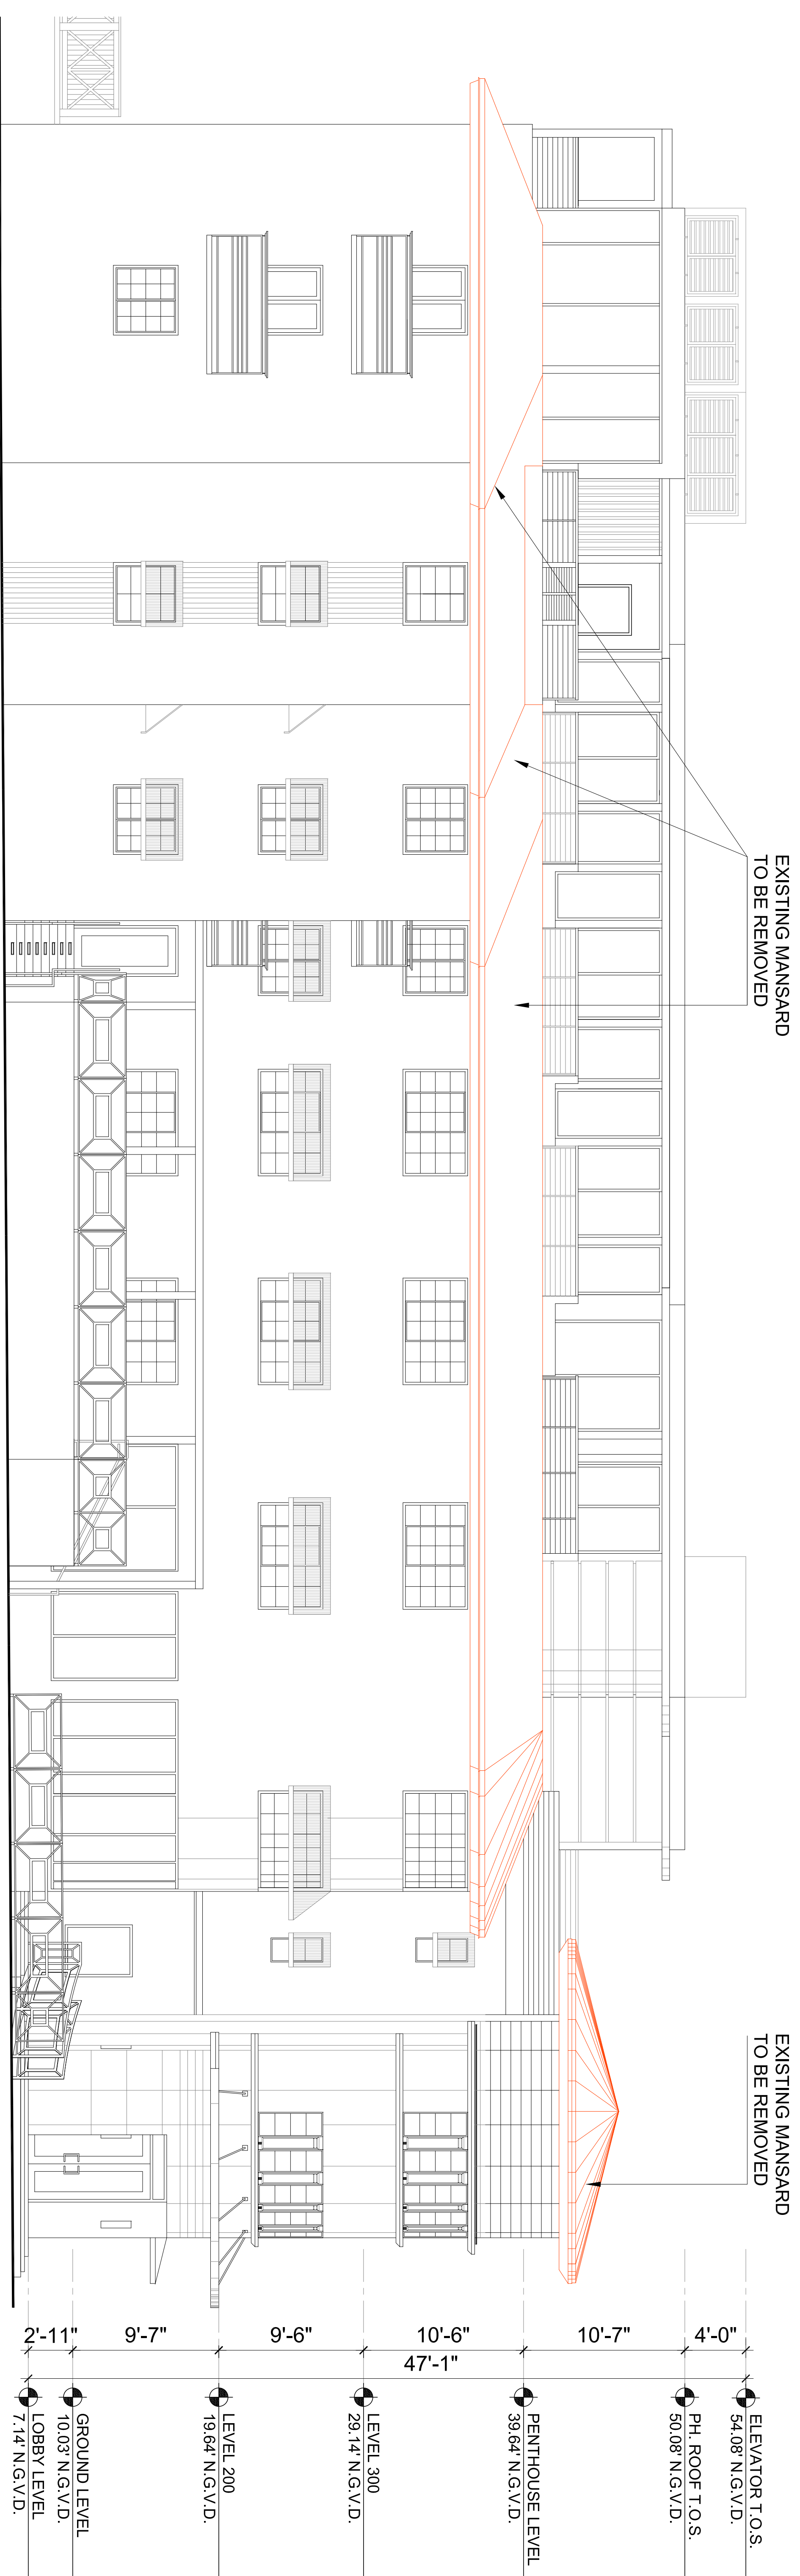 EXISTING MANSARD
TO BE REMOVED
EXISTING MANSARD
TO BE REMOVED
2'-11"
9'-7"
9'-6"
10'-6"
10'-7"
4'-0"
47'-1"
ELEVATOR T.O.S.
54.08' N.G.V.D.
PH. ROOF T.O.S.
50.08' N.G.V.D.
PENTHOUSE LEVEL
39.64' N.G.V.D.
LEVEL 300
29.14' N.G.V.D.
LEVEL 200
19.64' N.G.V.D.
GROUND LEVEL
10.03' N.G.V.D.
LOBBY LEVEL
7.14' N.G.V.D.